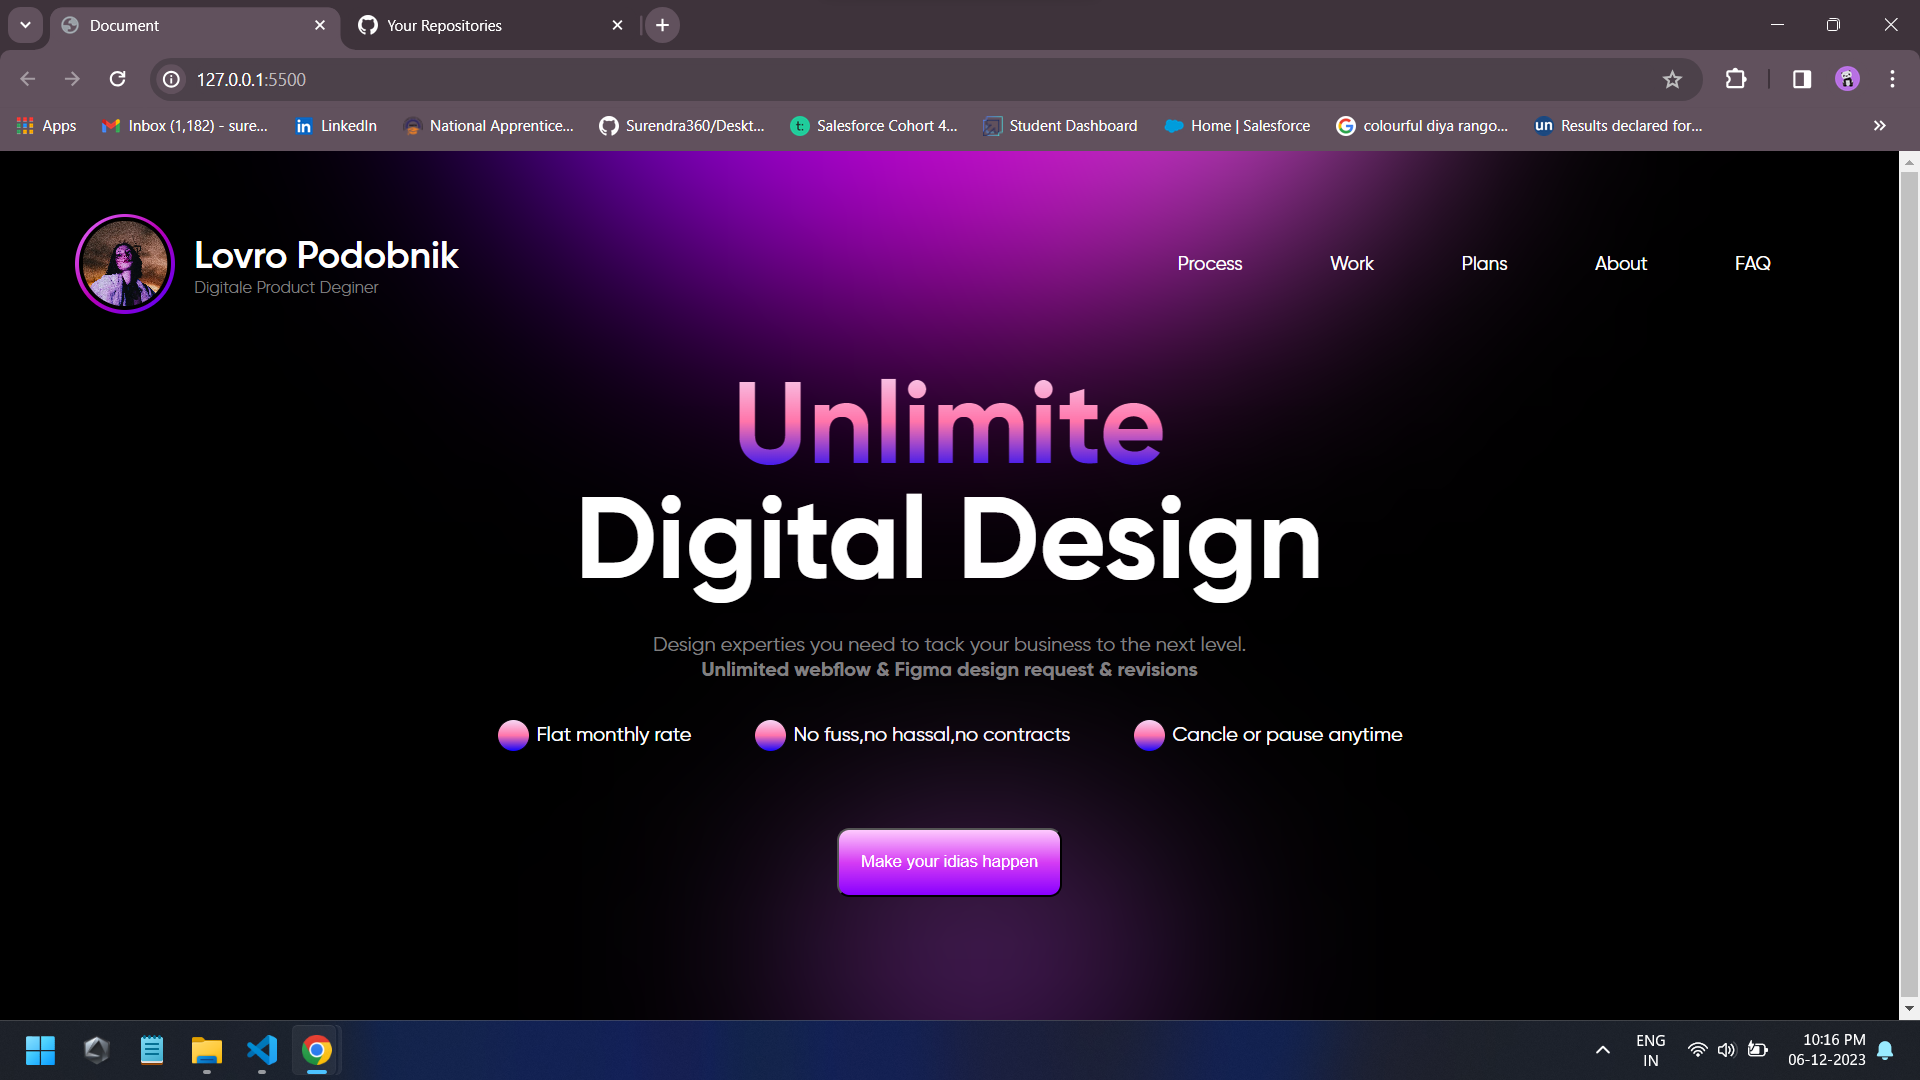 Document
Your Repositories
127.0.0.1:5500
Apps
Inbox (1,182) - sure...
in LinkedIn
National Apprentice...
Surendra360/Deskt...
t: Salesforce Cohort 4...
Student Dashboard
Home | Salesforce
G colourful diya rango...
un Results declared for...
Lovro Podobnik
Digitale Product Deginer
Process
Work
Plans
About
FAQ
Unlimite
Digital Design
Design experties you need to tack your business to the next level.
Unlimited webflow & Figma design request & revisions
Flat monthly rate
No fuss,no hassal,no contracts
Cancle or pause anytime
Make your idias happen
ENG
IN
10:16 PM
06-12-2023